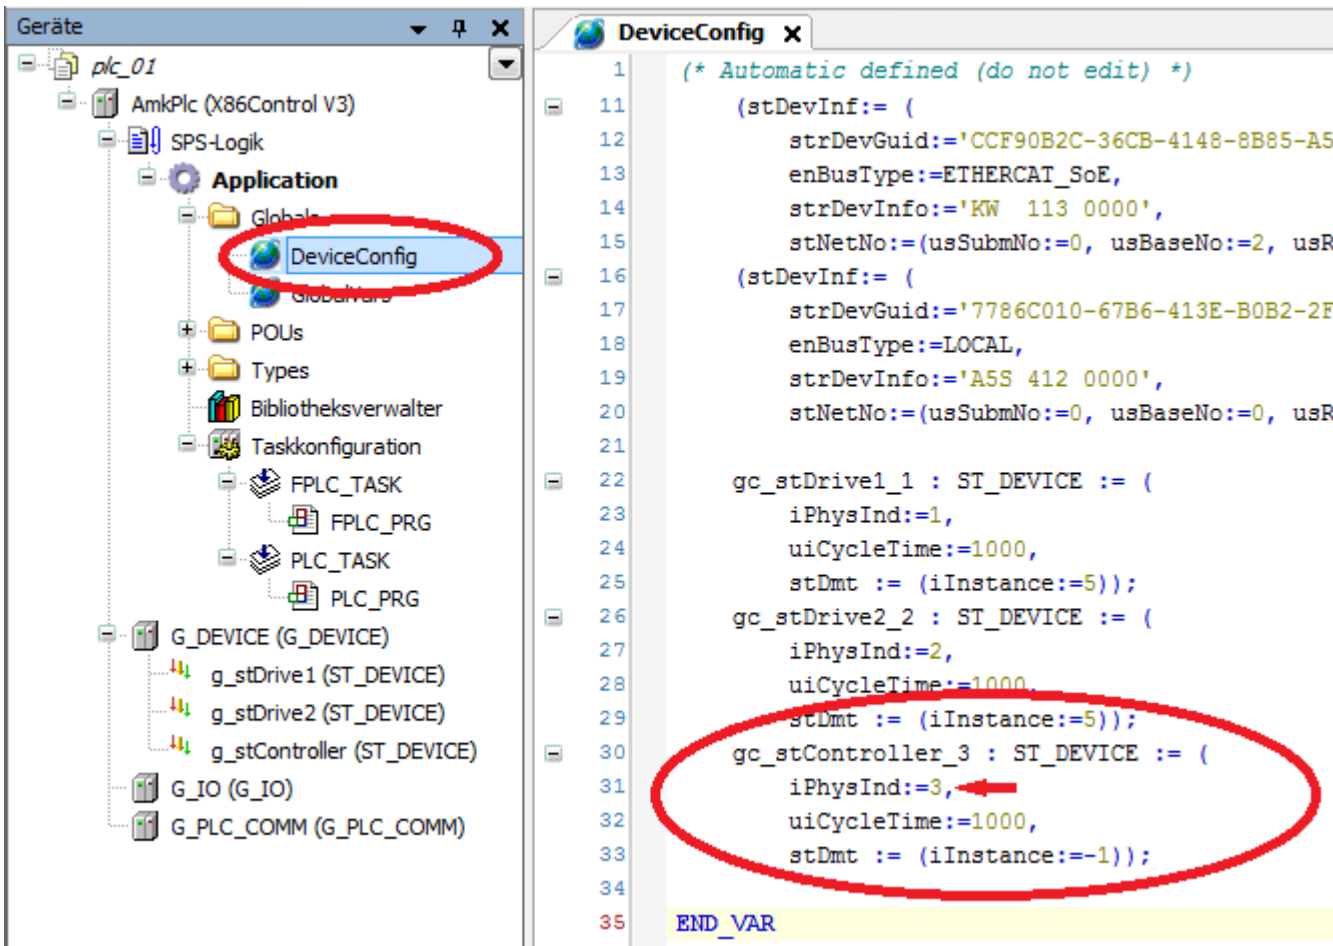 Geräte
plc_01
AmkPlc (X86Control V3)
SPS-Logik
Application
Globals
DeviceConfig
GlobalVars
POUs
Types
Bibliotheksverwalter
Taskkonfiguration
FPLC_TASK
FPLC_PRG
PLC_TASK
PLC_PRG
G_DEVICE (G_DEVICE)
g_stDrive1 (ST_DEVICE)
g_stDrive2 (ST_DEVICE)
g_stController (ST_DEVICE)
G_IO (G_IO)
G_PLC_COMM (G_PLC_COMM)
DeviceConfig
1 (* Automatic defined (do not edit) *)
11 (stDevInf:= (
12 strDevGuid:='CCF90B2C-36CB-4148-8B85-A5
13 enBusType:=ETHERCAT_SoE,
14 strDevInfo:='KW  113 0000',
15 stNetNo:=(usSubmNo:=0, usBaseNo:=2, usR
16 (stDevInf:= (
17 strDevGuid:='7786C010-67B6-413E-B0B2-2F
18 enBusType:=LOCAL,
19 strDevInfo:='A5S 412 0000',
20 stNetNo:=(usSubmNo:=0, usBaseNo:=0, usR
21
22 gc_stDrive1_1 : ST_DEVICE := (
23 iPhysInd:=1,
24 uiCycleTime:=1000,
25 stDmt := (iInstance:=5));
26 gc_stDrive2_2 : ST_DEVICE := (
27 iPhysInd:=2,
28 uiCycleTime:=1000,
29 stDmt := (iInstance:=5));
30 gc_stController_3 : ST_DEVICE := (
31 iPhysInd:=3,
32 uiCycleTime:=1000,
33 stDmt := (iInstance:=-1));
34
35 END_VAR